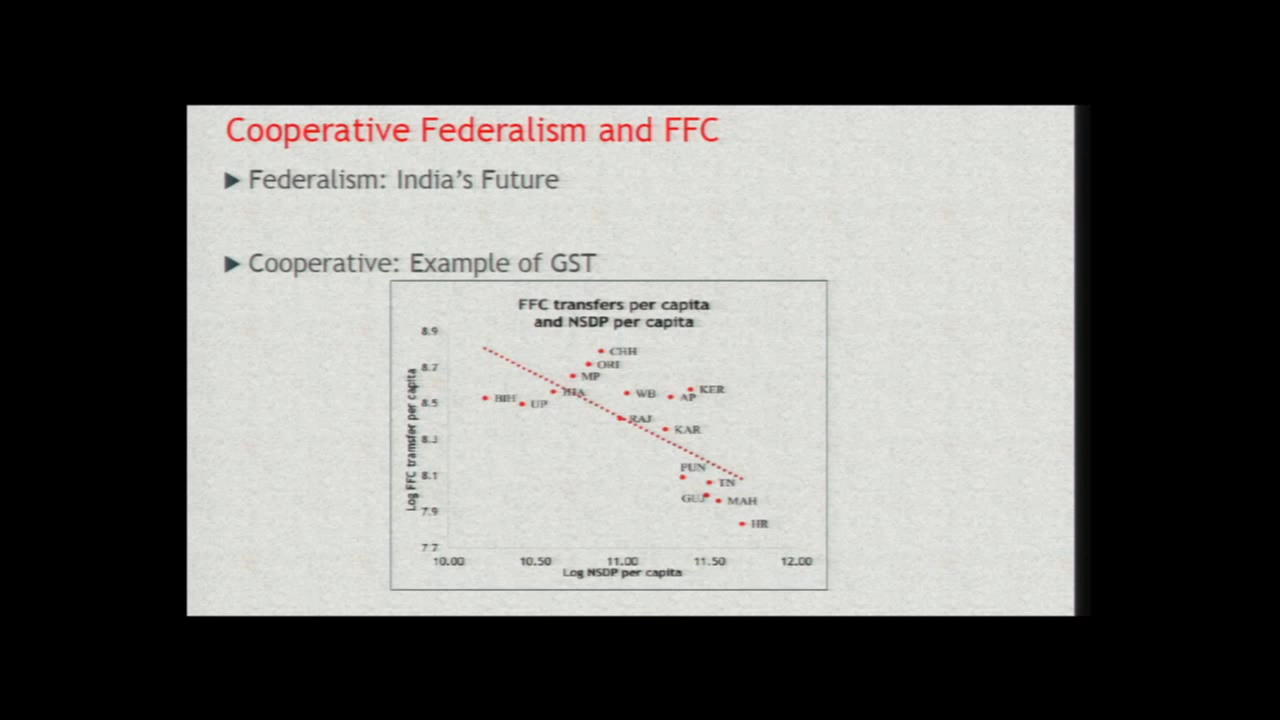 Cooperative Federalism and FFC
▶ Federalism: India's Future
▶ Cooperative: Example of GST
FFC transfers per capita
and NSDP per capita
Log FFC transfer per capita
8.9
8.7
8.5
8.3
8.1
7.9
7.7
CHH
ORI
MP
BIH
UP
WB
AP
KER
RAJ
KAR
PUN
TN
GUJ
MAH
HR
10.00 10.50 11.00 11.50 12.00
Log NSDP per capita